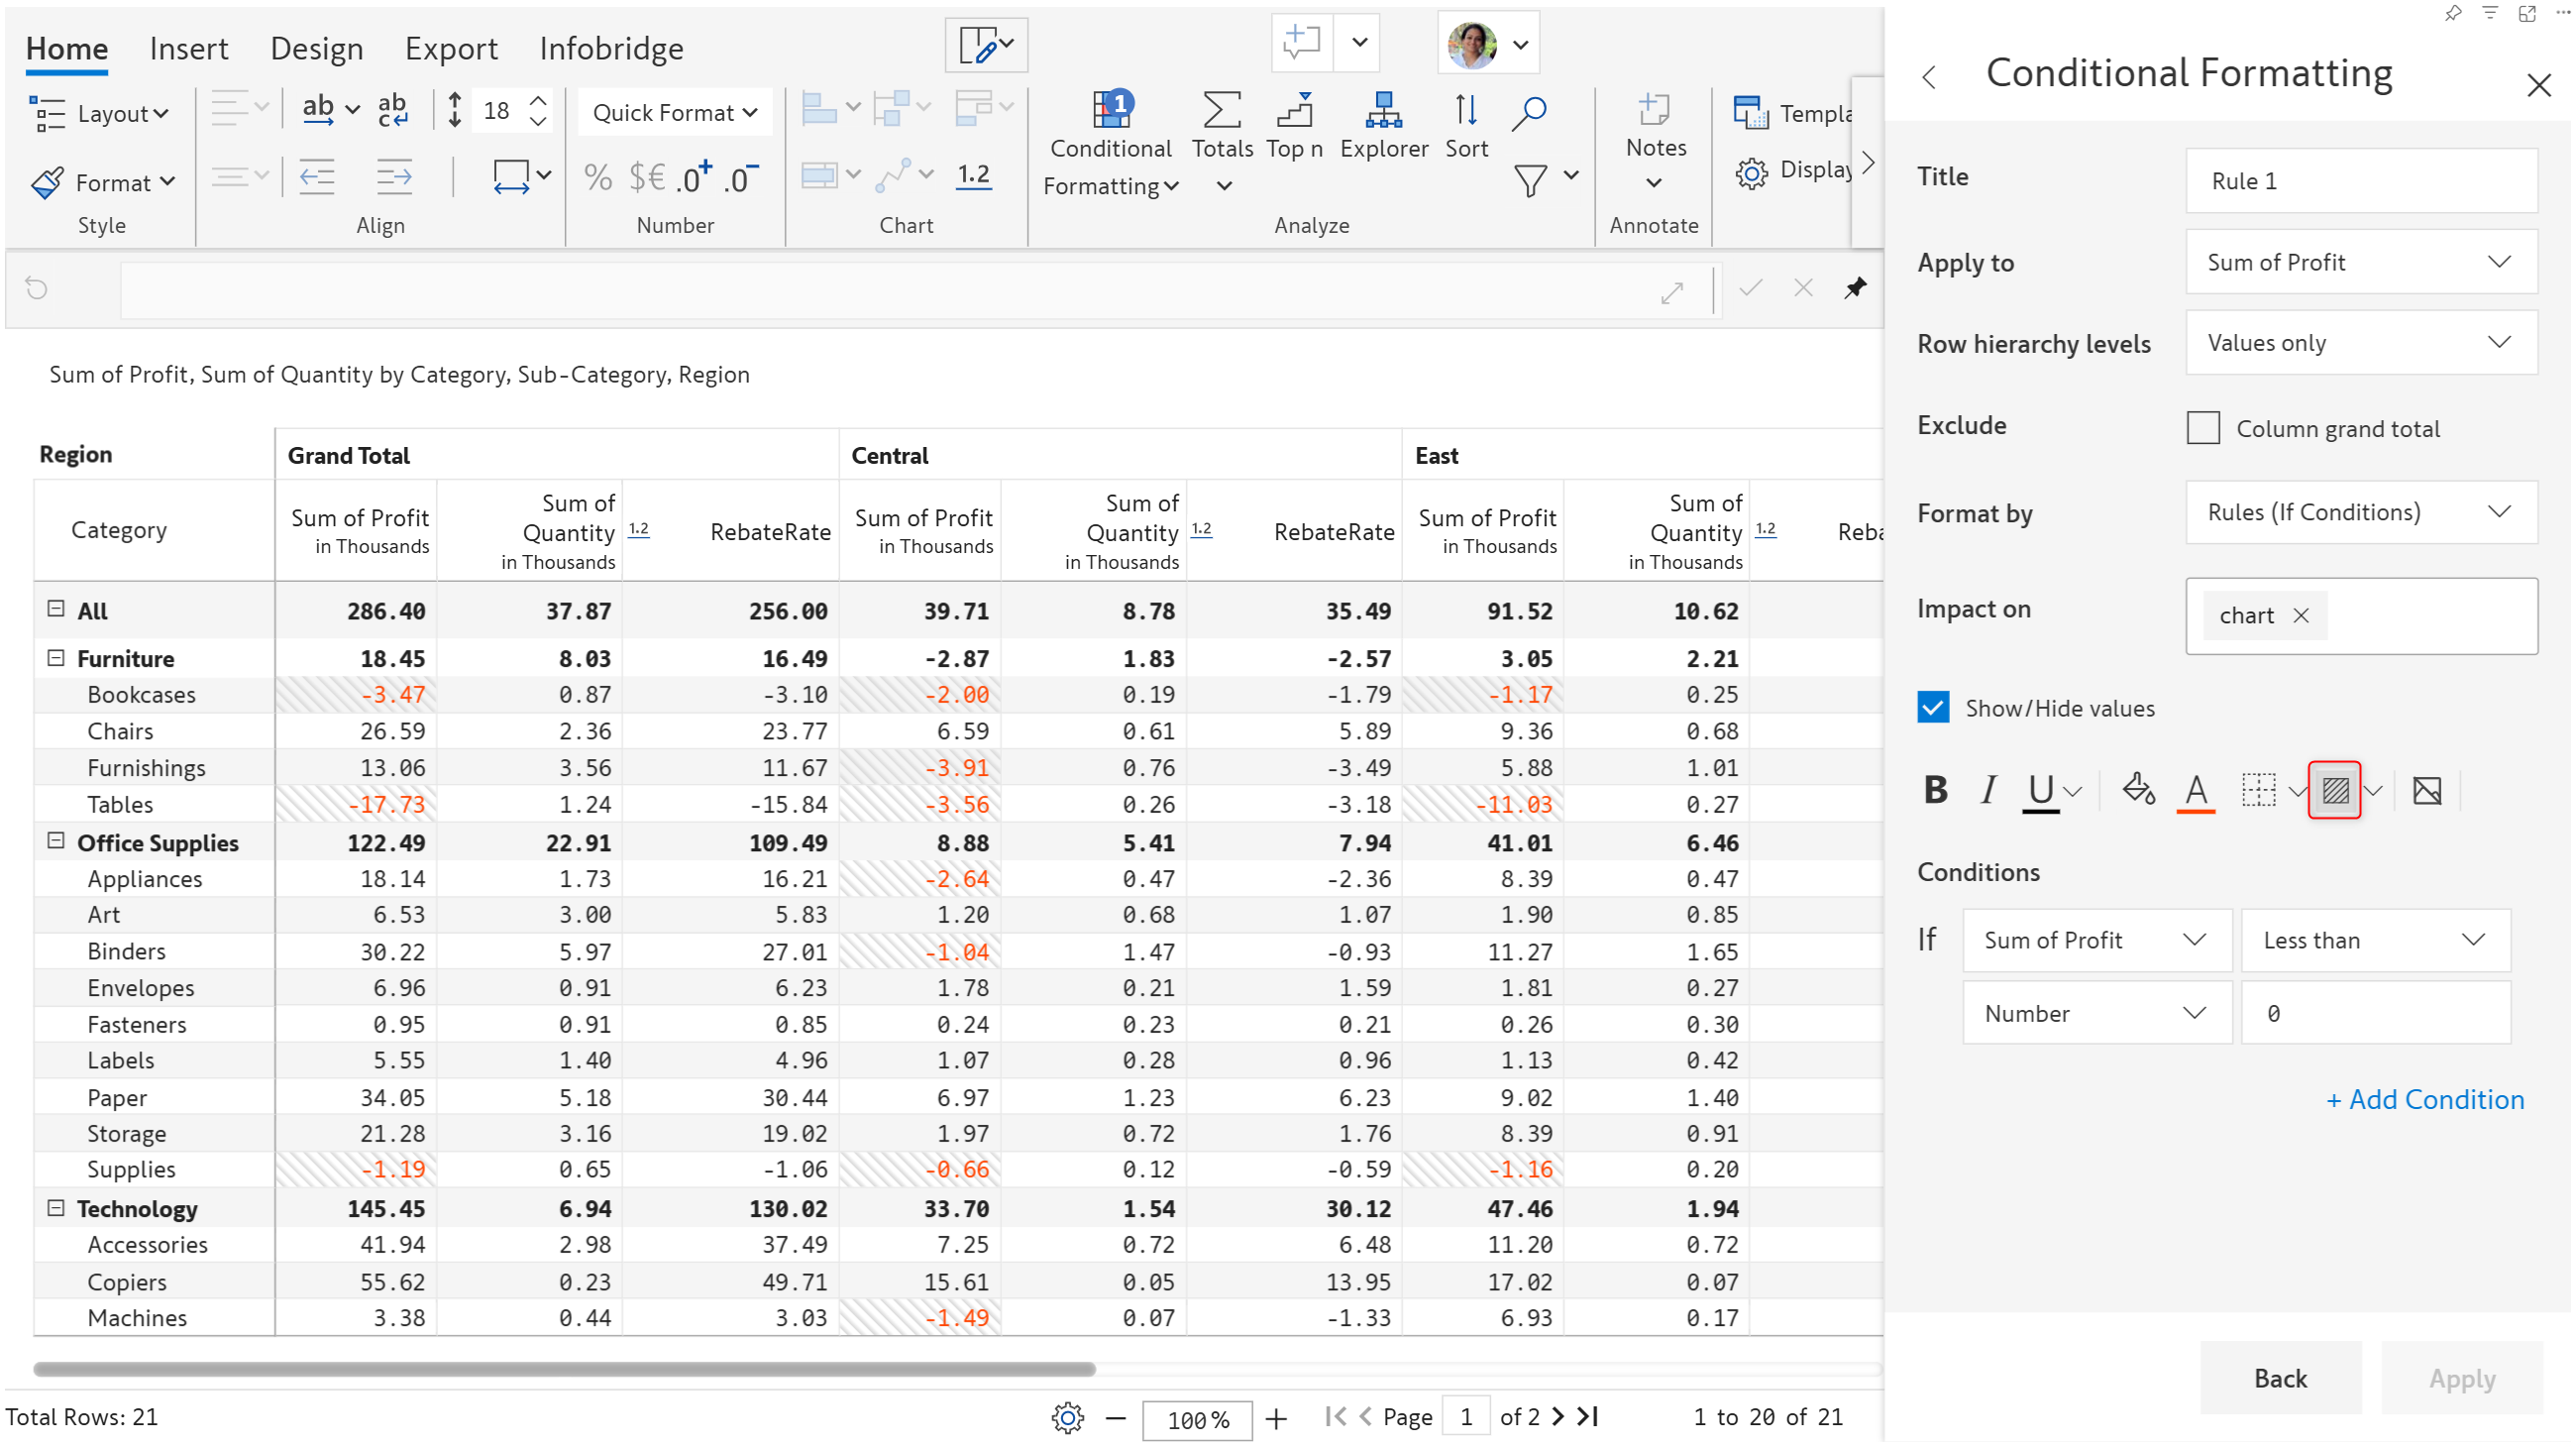 Home Insert Design Export Infobridge
Layout ab ab c 18 Quick Format
Format % $€ .0+ .0- 1.2
1
Conditional Formatting Totals Top n Explorer Sort Notes Templa
Display
Style Align Number Chart Analyze Annotate
Sum of Profit, Sum of Quantity by Category, Sub-Category, Region
Region Grand Total Central East
Category Sum of Profit in Thousands Sum of Quantity in Thousands 1.2 RebateRate Sum of Profit in Thousands Sum of Quantity in Thousands 1.2 RebateRate Sum of Profit in Thousands Sum of Quantity in Thousands 1.2 Reba
All 286.40 37.87 256.00 39.71 8.78 35.49 91.52 10.62
Furniture 18.45 8.03 16.49 -2.87 1.83 -2.57 3.05 2.21
Bookcases -3.47 0.87 -3.10 -2.00 0.19 -1.79 -1.17 0.25
Chairs 26.59 2.36 23.77 6.59 0.61 5.89 9.36 0.68
Furnishings 13.06 3.56 11.67 -3.91 0.76 -3.49 5.88 1.01
Tables -17.73 1.24 -15.84 -3.56 0.26 -3.18 -11.03 0.27
Office Supplies 122.49 22.91 109.49 8.88 5.41 7.94 41.01 6.46
Appliances 18.14 1.73 16.21 -2.64 0.47 -2.36 8.39 0.47
Art 6.53 3.00 5.83 1.20 0.68 1.07 1.90 0.85
Binders 30.22 5.97 27.01 -1.04 1.47 -0.93 11.27 1.65
Envelopes 6.96 0.91 6.23 1.78 0.21 1.59 1.81 0.27
Fasteners 0.95 0.91 0.85 0.24 0.23 0.21 0.26 0.30
Labels 5.55 1.40 4.96 1.07 0.28 0.96 1.13 0.42
Paper 34.05 5.18 30.44 6.97 1.23 6.23 9.02 1.40
Storage 21.28 3.16 19.02 1.97 0.72 1.76 8.39 0.91
Supplies -1.19 0.65 -1.06 -0.66 0.12 -0.59 -1.16 0.20
Technology 145.45 6.94 130.02 33.70 1.54 30.12 47.46 1.94
Accessories 41.94 2.98 37.49 7.25 0.72 6.48 11.20 0.72
Copiers 55.62 0.23 49.71 15.61 0.05 13.95 17.02 0.07
Machines 3.38 0.44 3.03 -1.49 0.07 -1.33 6.93 0.17
Total Rows: 21 100% Page 1 of 2 1 to 20 of 21
Conditional Formatting
Title Rule 1
Apply to Sum of Profit
Row hierarchy levels Values only
Exclude Column grand total
Format by Rules (If Conditions)
Impact on chart
Show/Hide values
B I U A
Conditions
If Sum of Profit Less than
Number 0
+ Add Condition
Back Apply